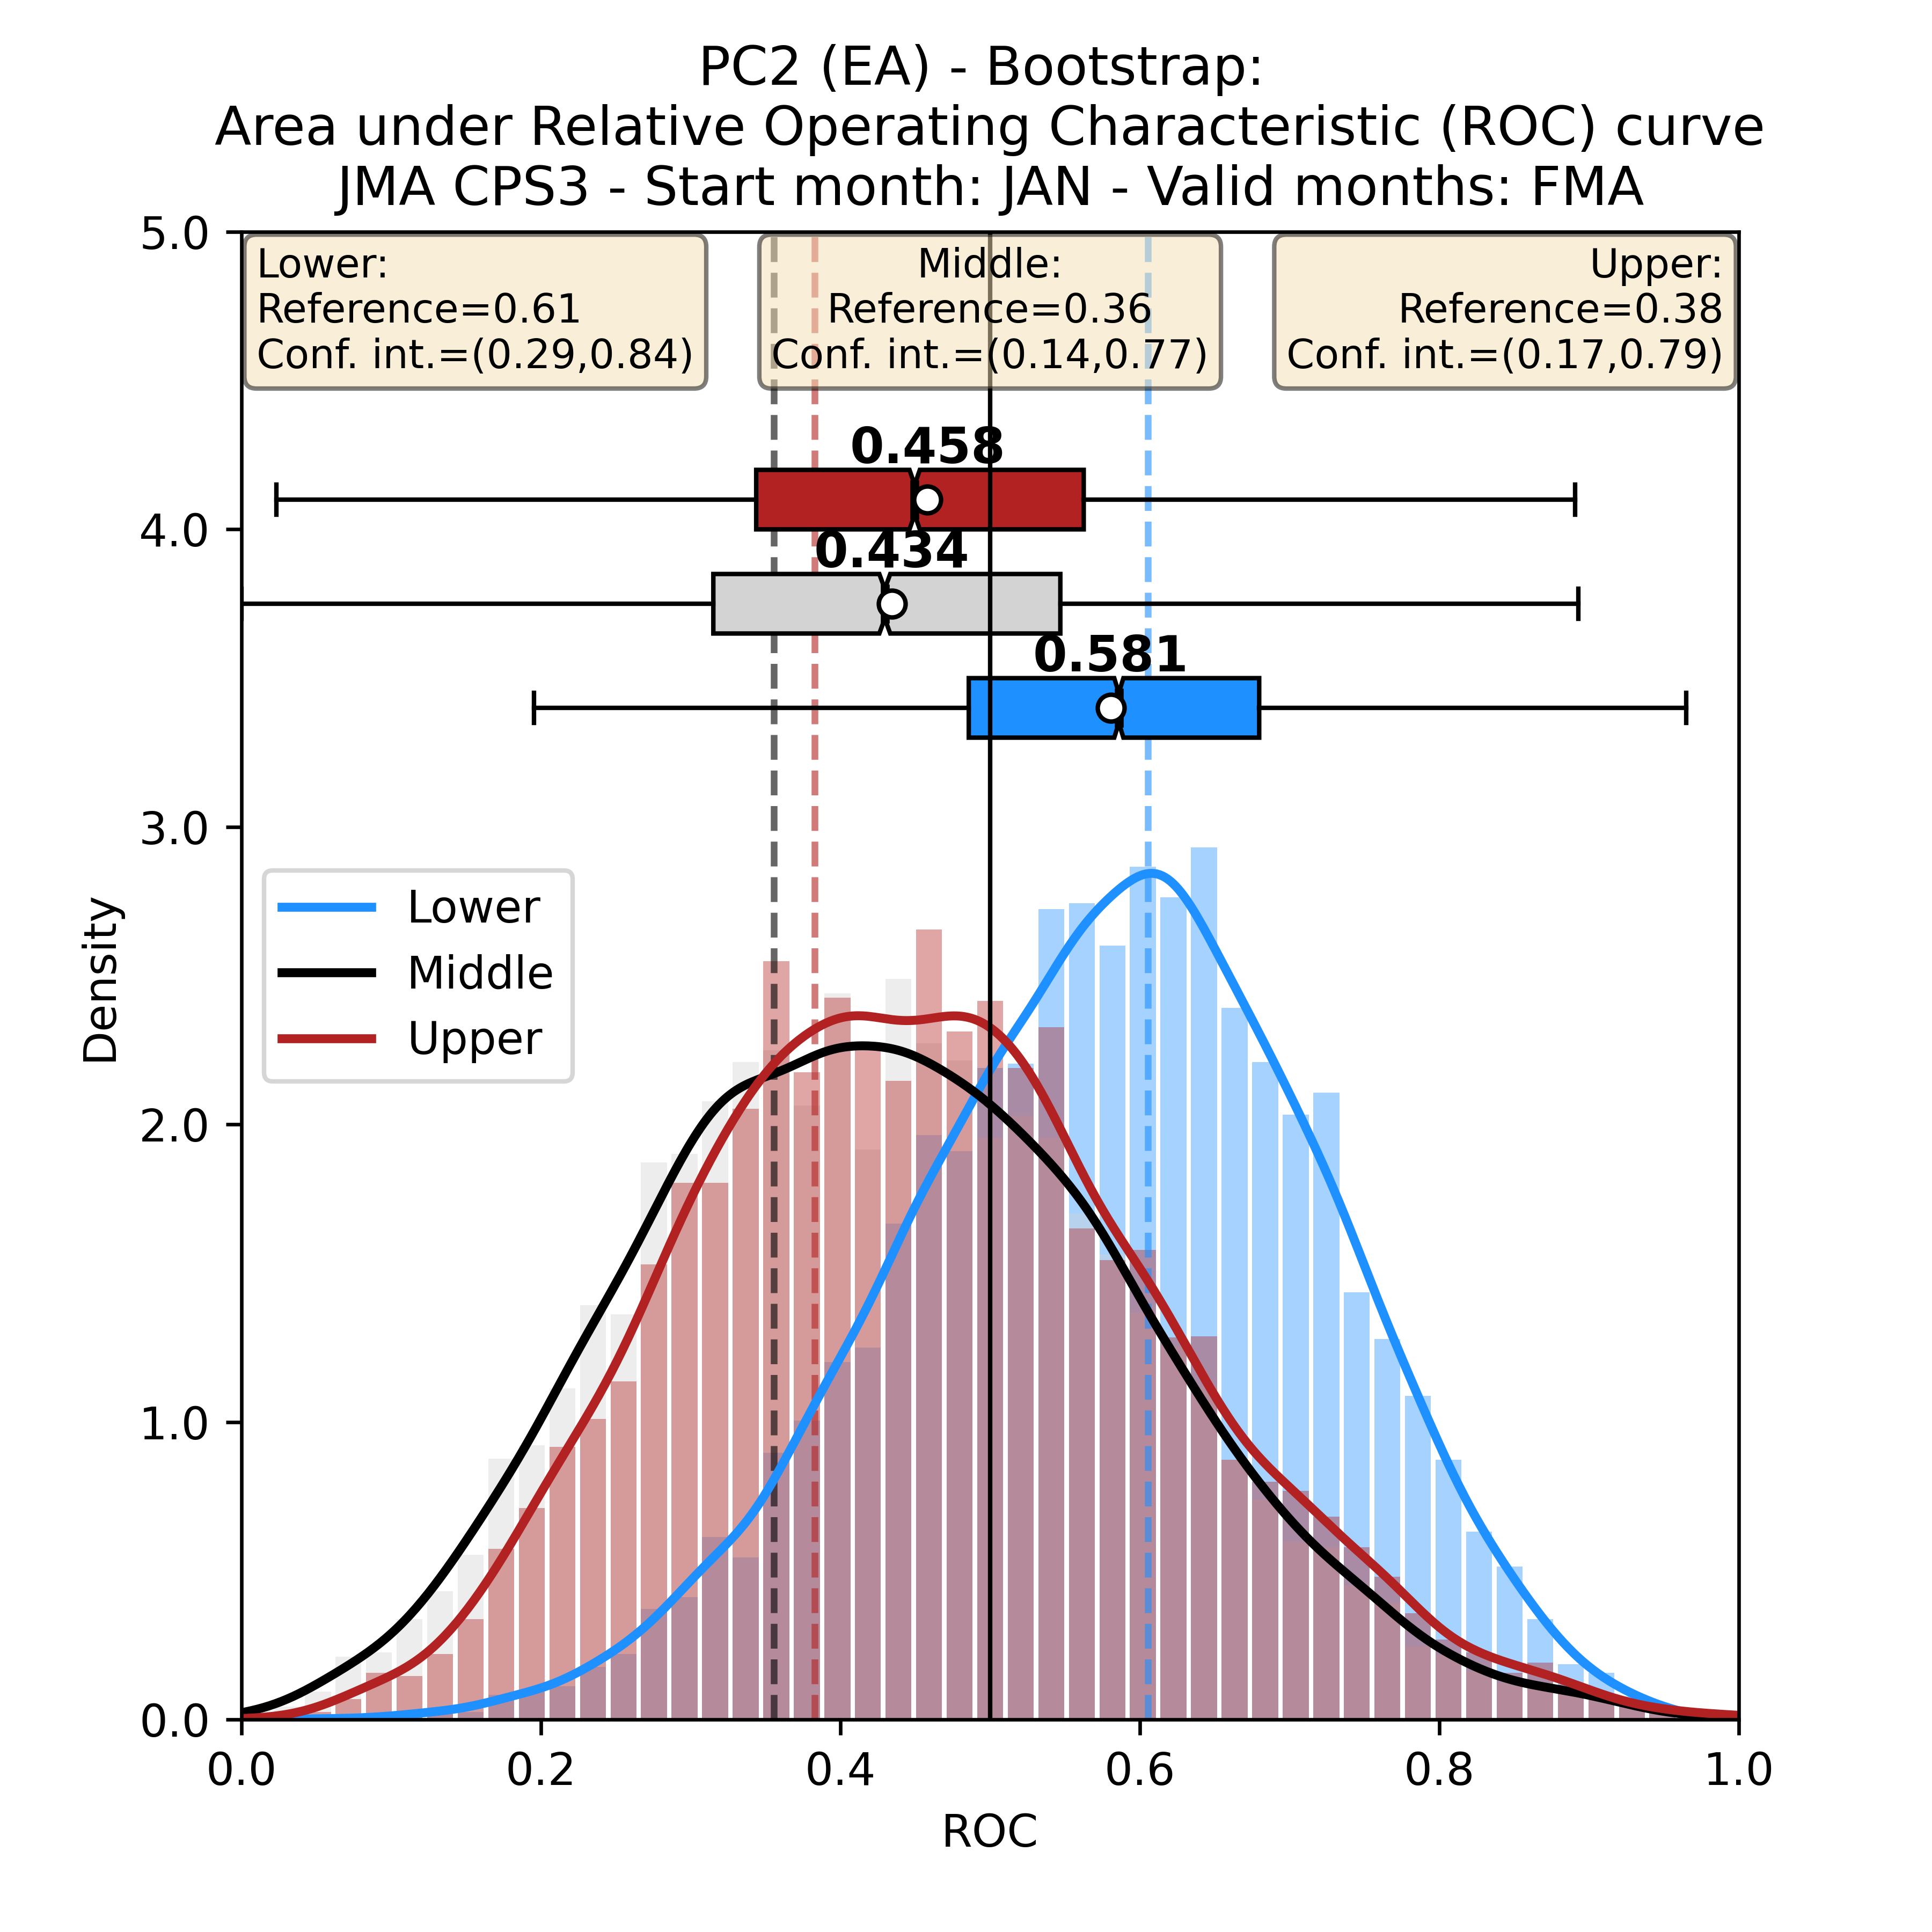 PC2 (EA) - Bootstrap:
Area under Relative Operating Characteristic (ROC) curve
JMA CPS3 - Start month: JAN - Valid months: FMA
Lower:
Reference=0.61
Conf. int.=(0.29,0.84)
Middle:
Reference=0.36
Conf. int.=(0.14,0.77)
Upper:
Reference=0.38
Conf. int.=(0.17,0.79)
0.458
0.434
0.581
5.0
4.0
3.0
2.0
1.0
0.0
Density
Lower
Middle
Upper
0.0 0.2 0.4 0.6 0.8 1.0
ROC